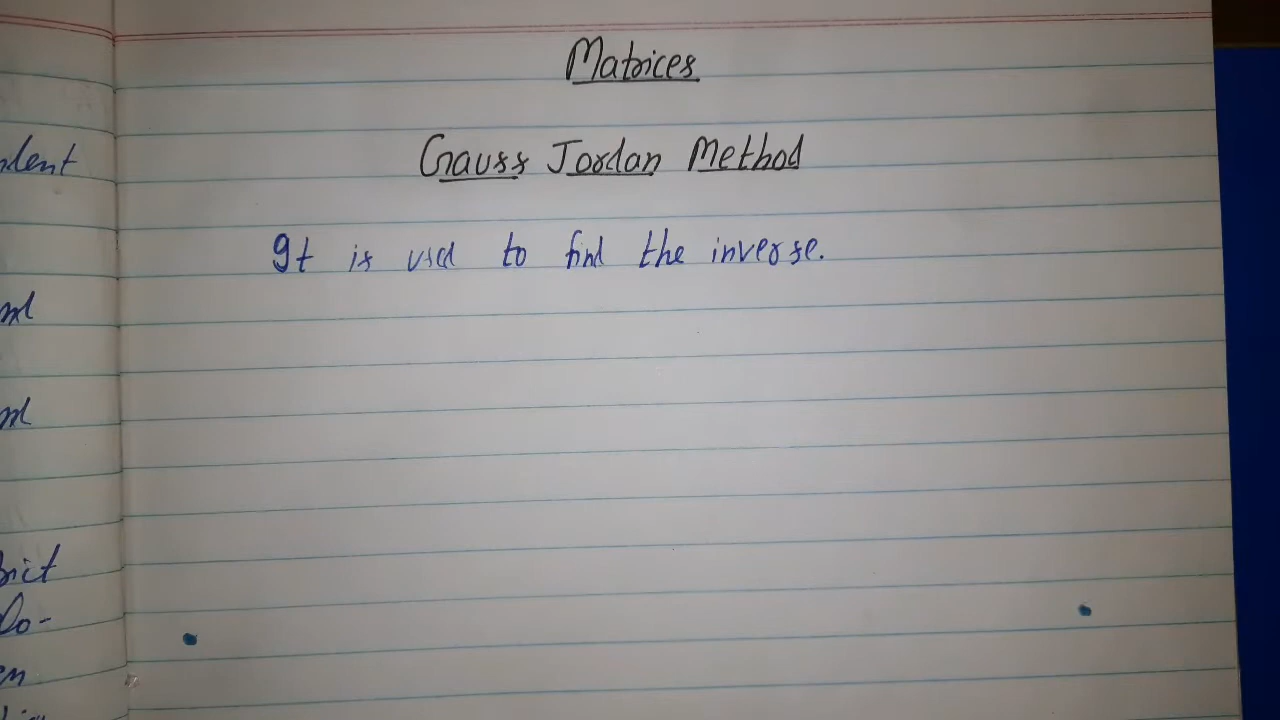 Matrices
Gauss Jordan Method
It is used to find the inverse.